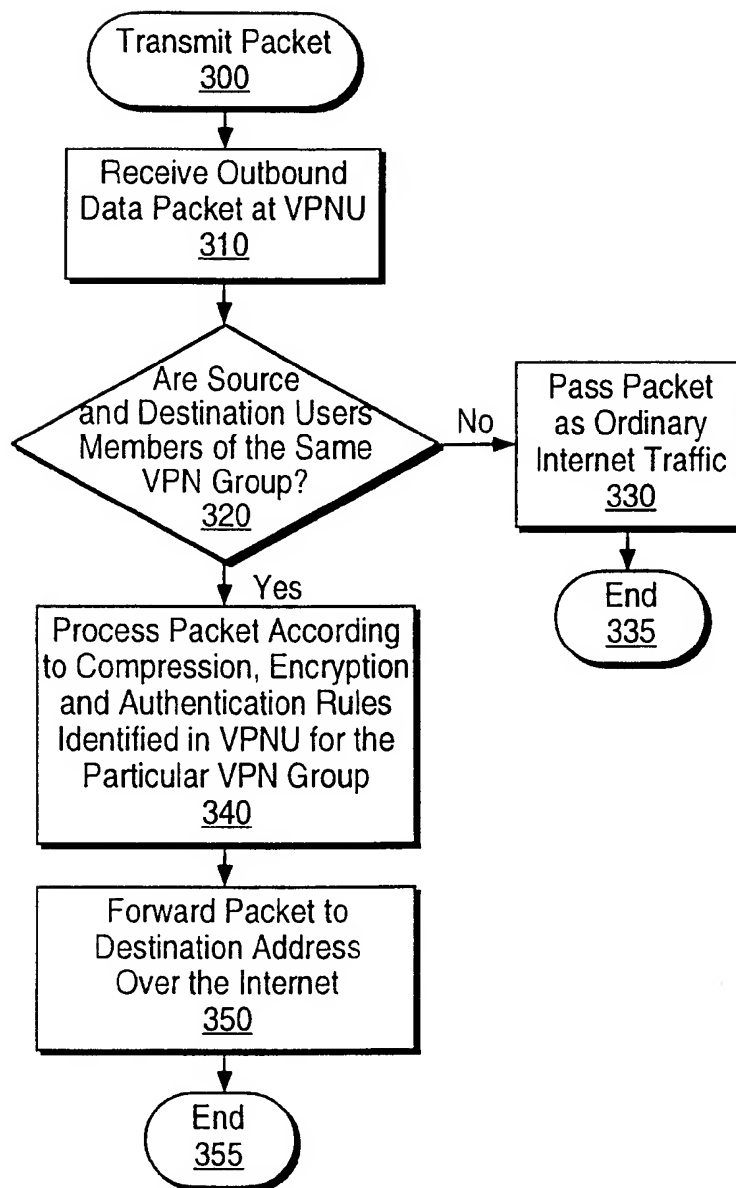 Transmit Packet
300
Receive Outbound
Data Packet at VPNU
310
Are Source
and Destination Users
Members of the Same
VPN Group?
320
No
Pass Packet
as Ordinary
Internet Traffic
330
End
335
Yes
Process Packet According
to Compression, Encryption
and Authentication Rules
Identified in VPNU for the
Particular VPN Group
340
Forward Packet to
Destination Address
Over the Internet
350
End
355